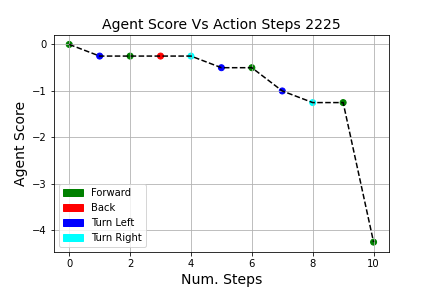 Agent Score Vs Action Steps 2225
Agent Score
0
−1
−2
−3
−4
Forward
Back
Turn Left
Turn Right
0 2 4 6 8 10
Num. Steps